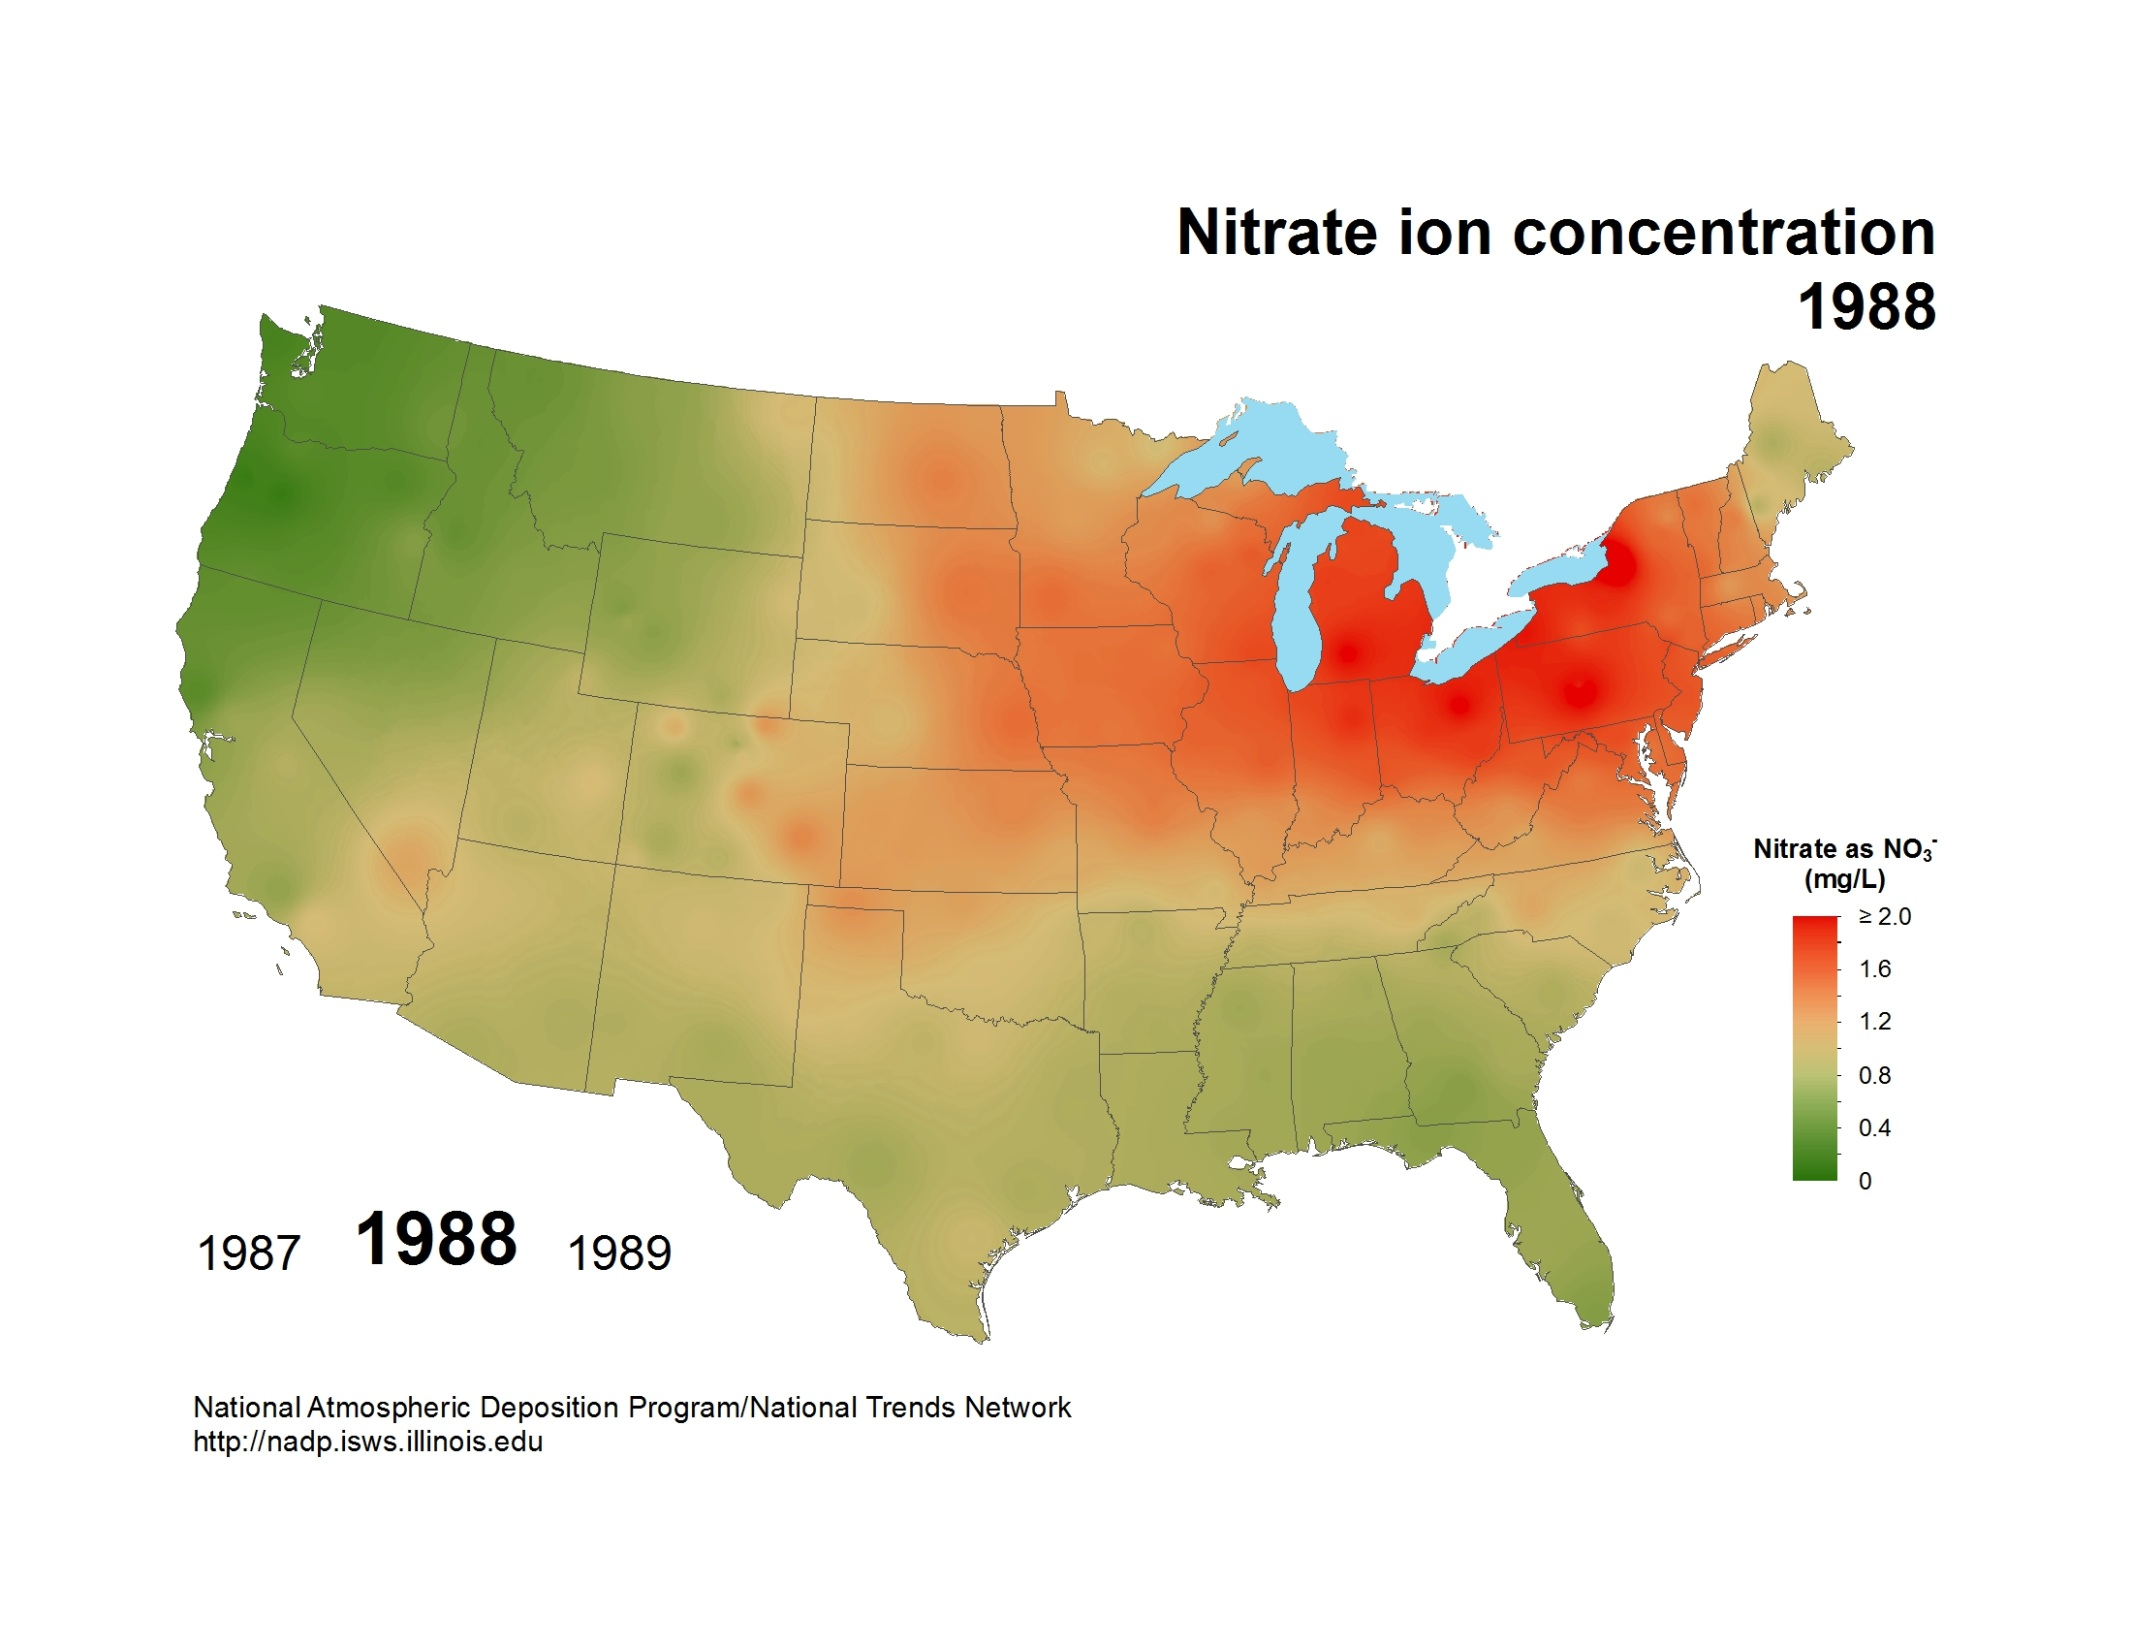 Nitrate ion concentration
1988
Nitrate as NO₃⁻
(mg/L)
≥ 2.0
1.6
1.2
0.8
0.4
0
1987 1988 1989
National Atmospheric Deposition Program/National Trends Network
http://nadp.isws.illinois.edu